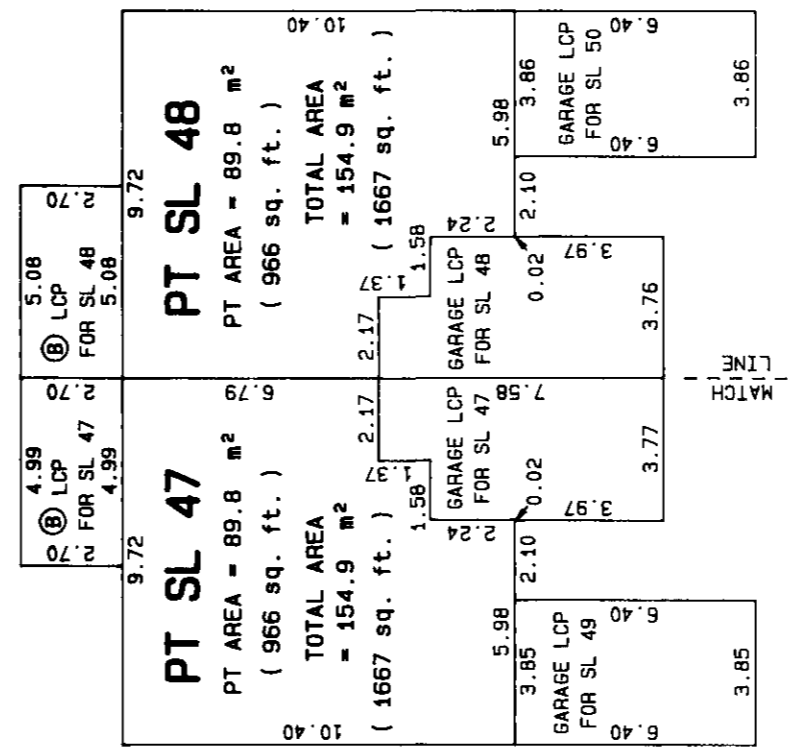 4.99
Ⓑ LCP
FOR SL 47
4.99
2.70
2.70
5.08
Ⓑ LCP
FOR SL 48
5.08
2.70
9.72
PT SL 47
PT AREA = 89.8 m²
( 966 sq. ft. )
TOTAL AREA
= 154.9 m²
( 1667 sq. ft. )
10.40
6.79
9.72
PT SL 48
PT AREA = 89.8 m²
( 966 sq. ft. )
TOTAL AREA
= 154.9 m²
( 1667 sq. ft. )
10.40
2.17
1.37
1.58
2.24
2.17
1.37
1.58
2.24
GARAGE LCP
FOR SL 47
7.58
0.02
3.97
3.77
GARAGE LCP
FOR SL 48
0.02
3.97
3.76
5.98
3.85
2.10
GARAGE LCP
FOR SL 49
6.40
6.40
3.85
5.98
2.10
3.86
GARAGE LCP
FOR SL 50
6.40
6.40
3.86
MATCH
LINE